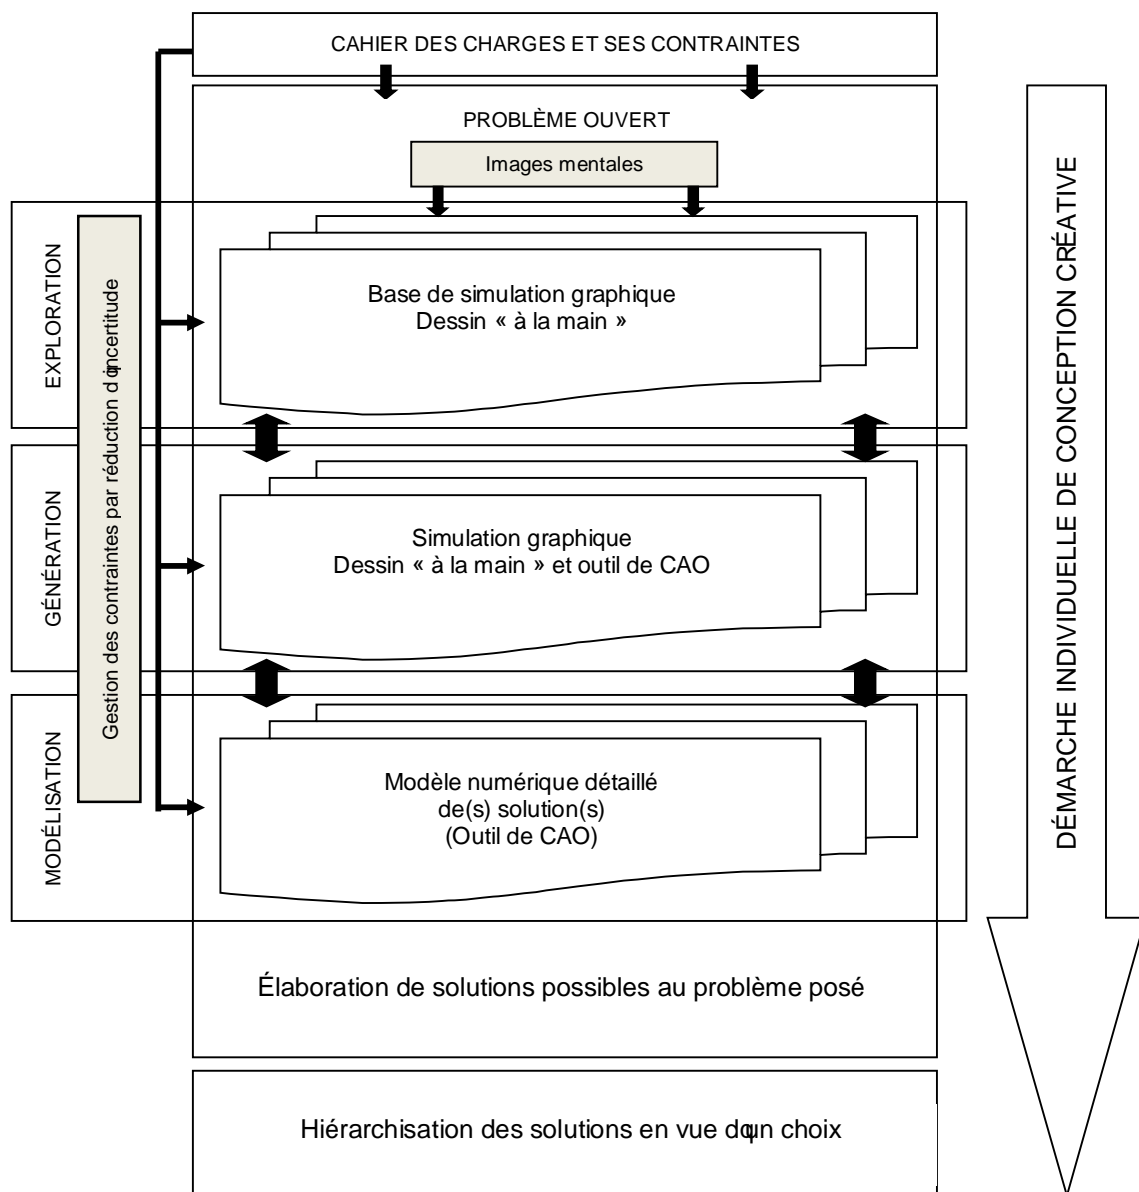 CAHIER DES CHARGES ET SES CONTRAINTES
PROBLÈME OUVERT
Images mentales
EXPLORATION
Gestion des contraintes par réduction dqincertitude
Base de simulation graphique
Dessin « à la main »
GÉNÉRATION
Simulation graphique
Dessin « à la main » et outil de CAO
MODÉLISATION
Modèle numérique détaillé
de(s) solution(s)
(Outil de CAO)
Élaboration de solutions possibles au problème posé
Hiérarchisation des solutions en vue dqun choix
DÉMARCHE INDIVIDUELLE DE CONCEPTION CRÉATIVE